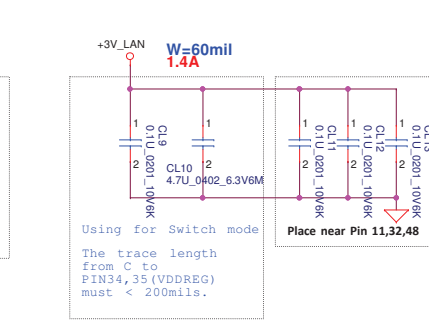 +3V_LAN
W=60mil
1.4A
1
2
CL9
0.1U_0201_10V6K
1
2
CL10
4.7U_0402_6.3V6M
1
2
CL11
0.1U_0201_10V6K
1
2
CL12
0.1U_0201_10V6K
1
2
0.1U_0201_10V6K
Using for Switch mode
The trace length
from C to
PIN34,35(VDDREG)
must < 200mils.
Place near Pin 11,32,48